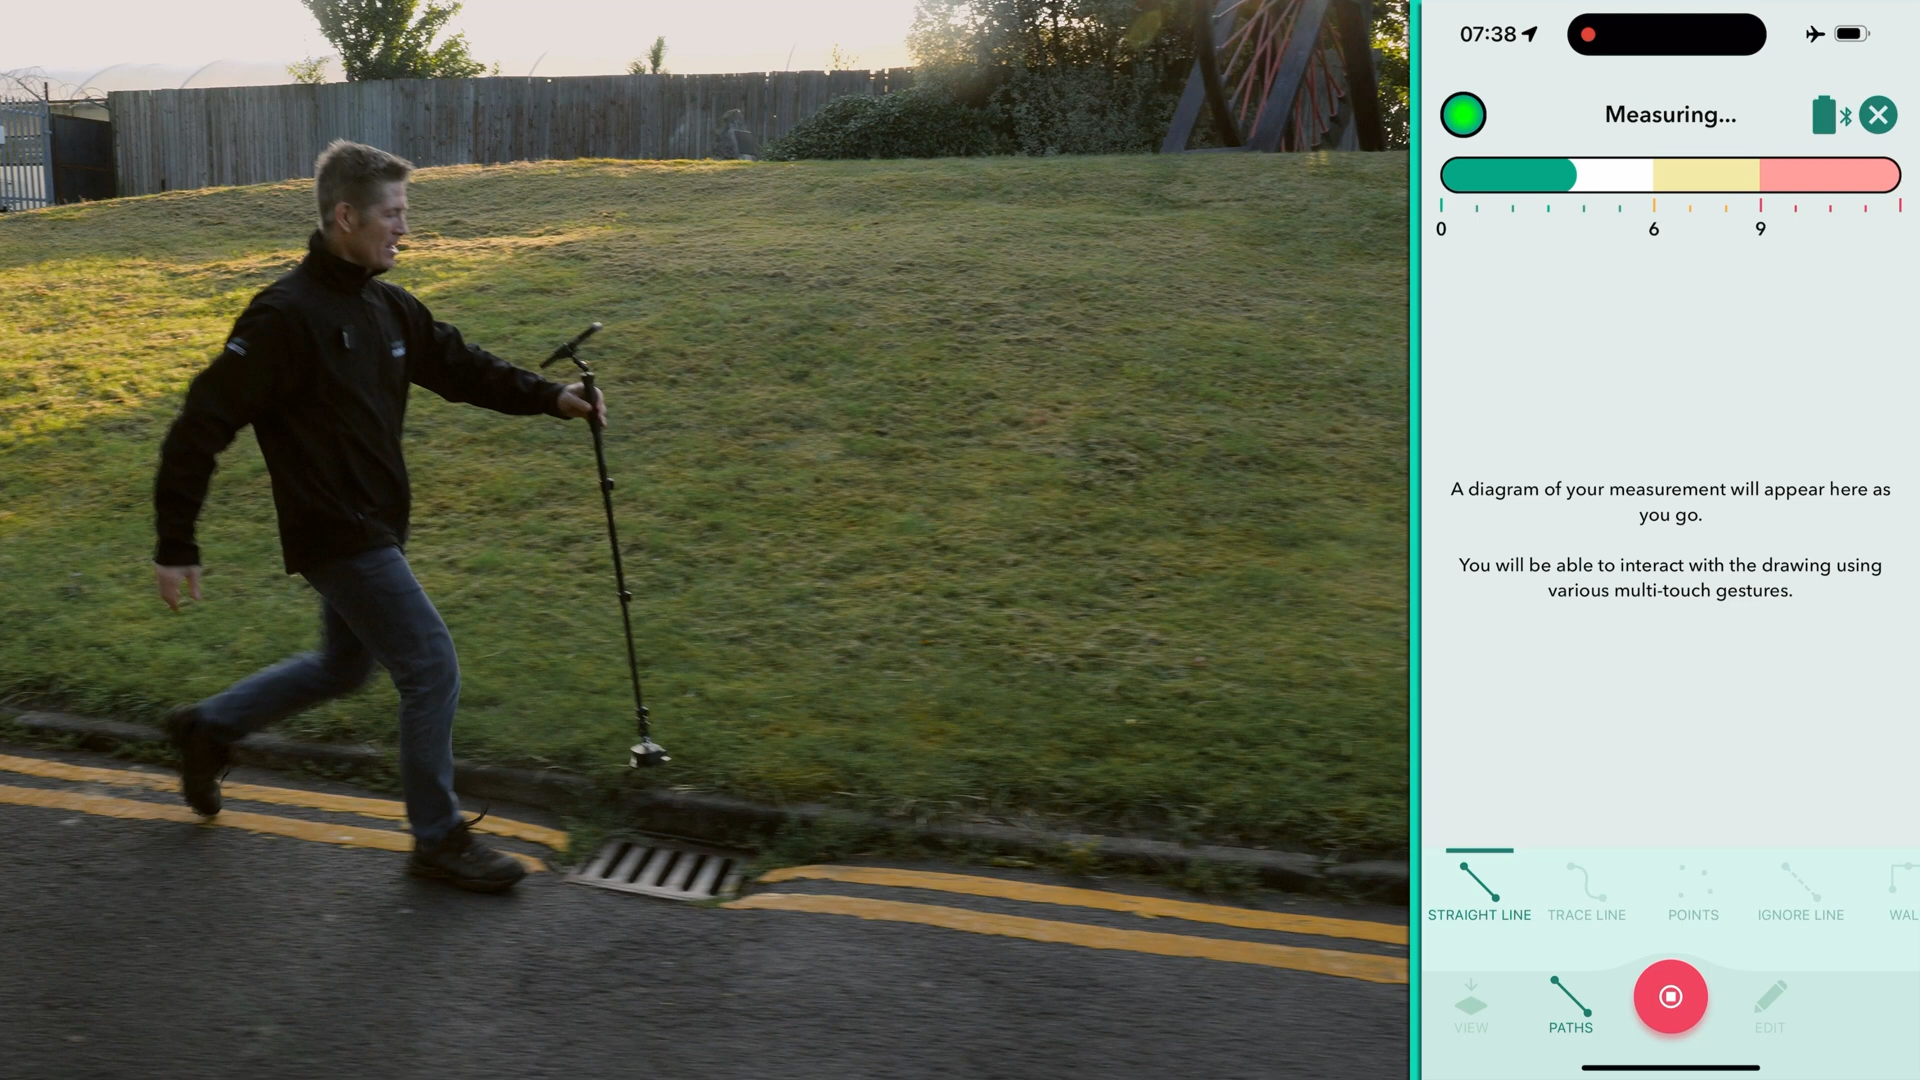 07:38
Measuring...
0 6 9
A diagram of your measurement will appear here as
you go.
You will be able to interact with the drawing using
various multi-touch gestures.
STRAIGHT LINE TRACE LINE POINTS IGNORE LINE WAL
VIEW PATHS EDIT